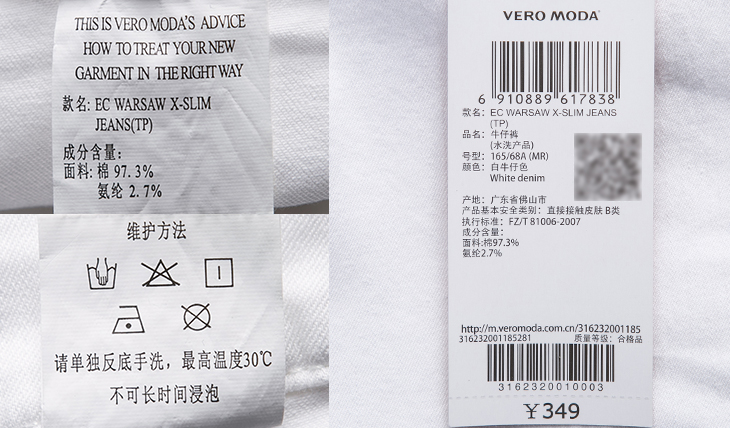 THIS IS VERO MODA'S ADVICE
HOW TO TREAT YOUR NEW
GARMENT IN THE RIGHT WAY
款名: EC WARSAW X-SLIM
JEANS(TP)
成分含量:
面料: 棉 97.3%
氨纶 2.7%
维护方法
请单独反底手洗，最高温度30℃
不可长时间浸泡
VERO MODA
6 910889 617838
款名: EC WARSAW X-SLIM JEANS
(TP)
品名: 牛仔裤
(水洗产品)
号型: 165/68A (MR)
颜色: 白牛仔色
White denim
产地: 广东省佛山市
产品基本安全类别: 直接接触皮肤 B类
执行标准: FZ/T 81006-2007
成分含量:
面料:棉97.3%
氨纶2.7%
http://m.veromoda.com.cn/316232001185
316232001185281 质量等级: 合格品
3162320010003
¥349